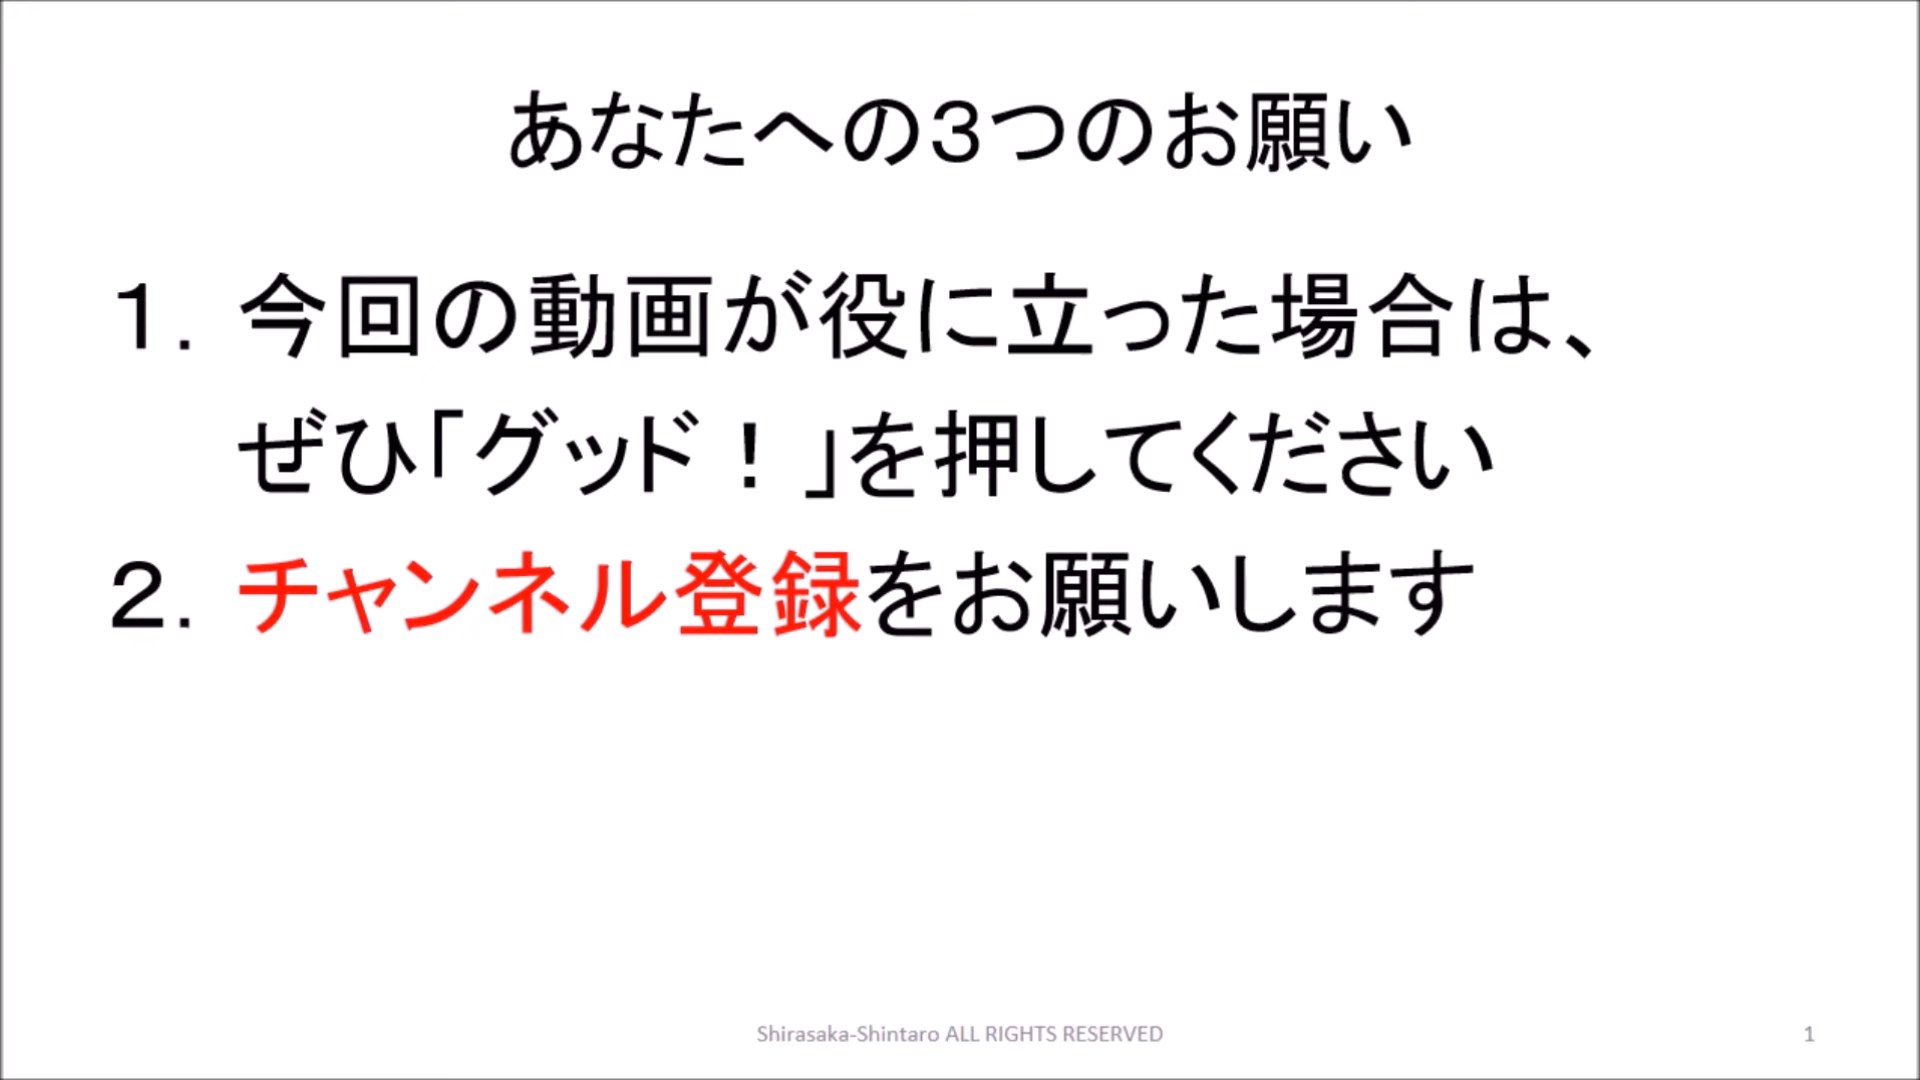 あなたへの３つのお願い
１．今回の動画が役に立った場合は、
ぜひ「グッド！」を押してください
２．チャンネル登録をお願いします
Shirasaka-Shintaro ALL RIGHTS RESERVED
1